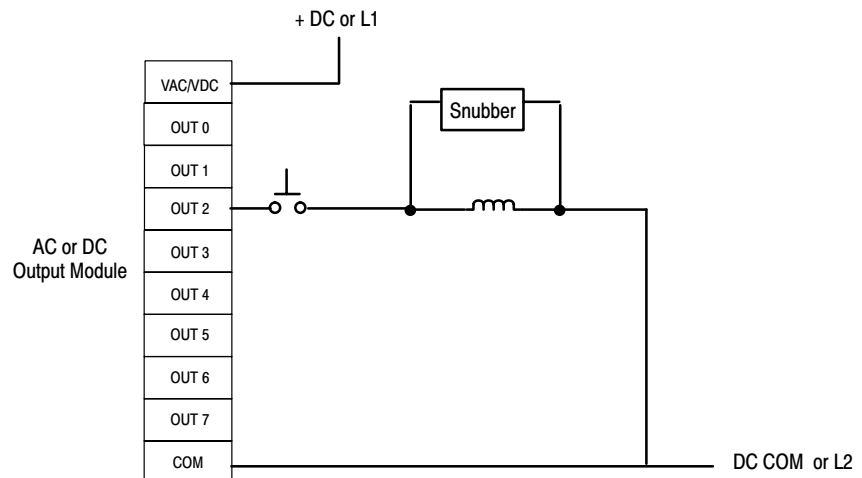 + DC or L1
VAC/VDC
OUT 0
OUT 1
OUT 2
OUT 3
OUT 4
OUT 5
OUT 6
OUT 7
COM
Snubber
AC or DC
Output Module
DC COM or L2